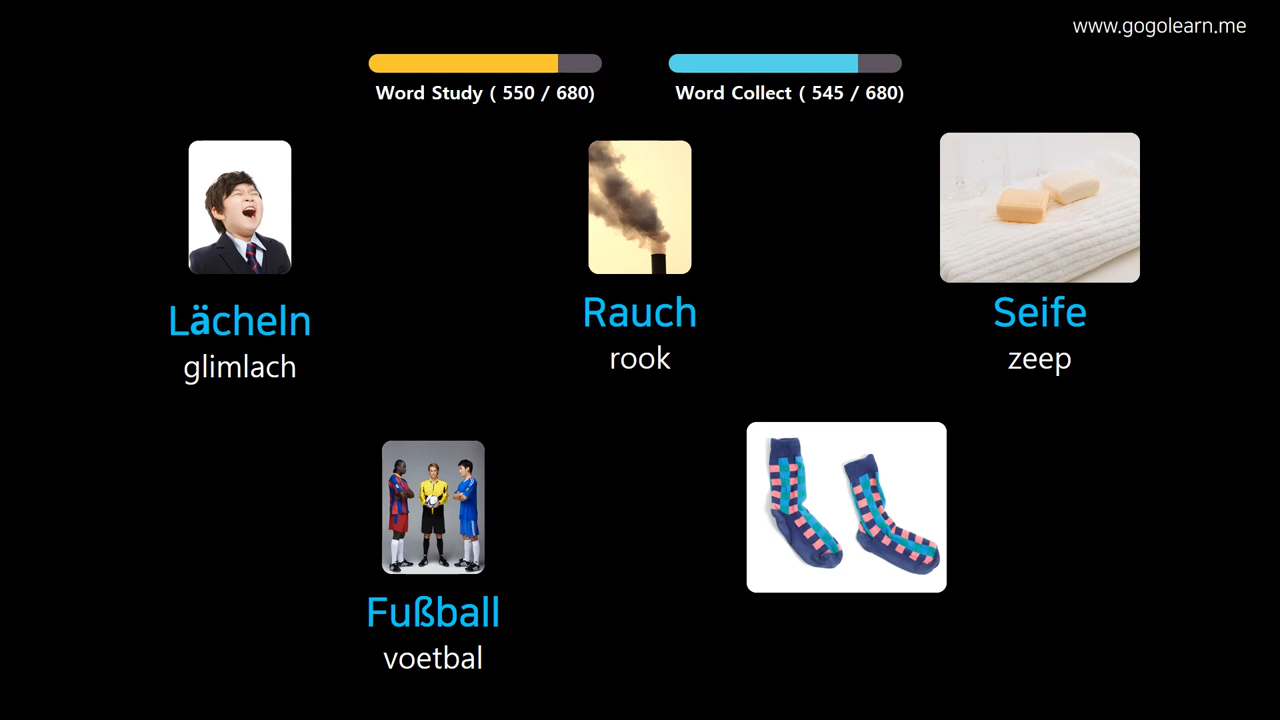 www.gogolearn.me
Word Study ( 550 / 680)
Word Collect ( 545 / 680)
Lächeln
glimlach
Rauch
rook
Seife
zeep
Fußball
voetbal